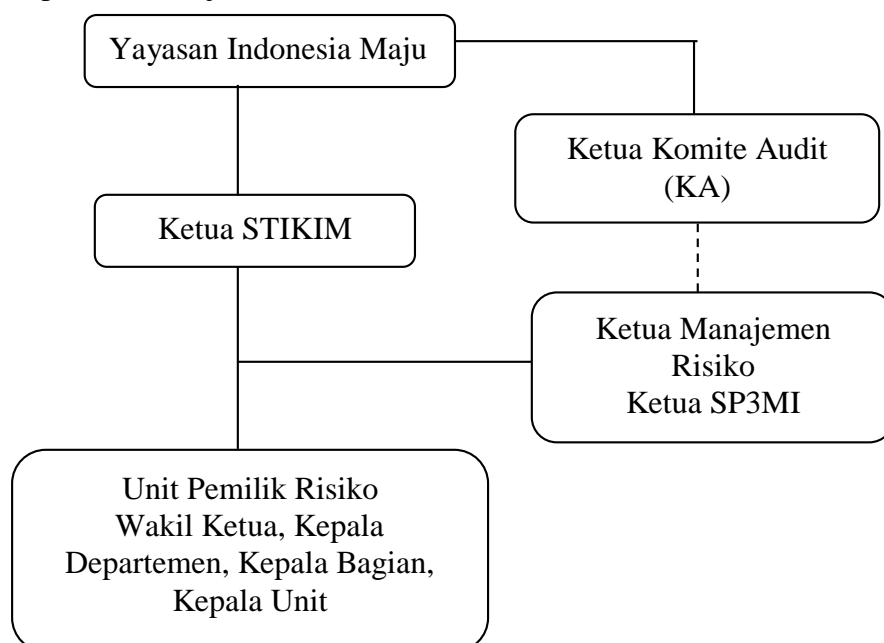 Yayasan Indonesia Maju
Ketua Komite Audit
(KA)
Ketua STIKIM
Ketua Manajemen
Risiko
Ketua SP3MI
Unit Pemilik Risiko
Wakil Ketua, Kepala
Departemen, Kepala Bagian,
Kepala Unit